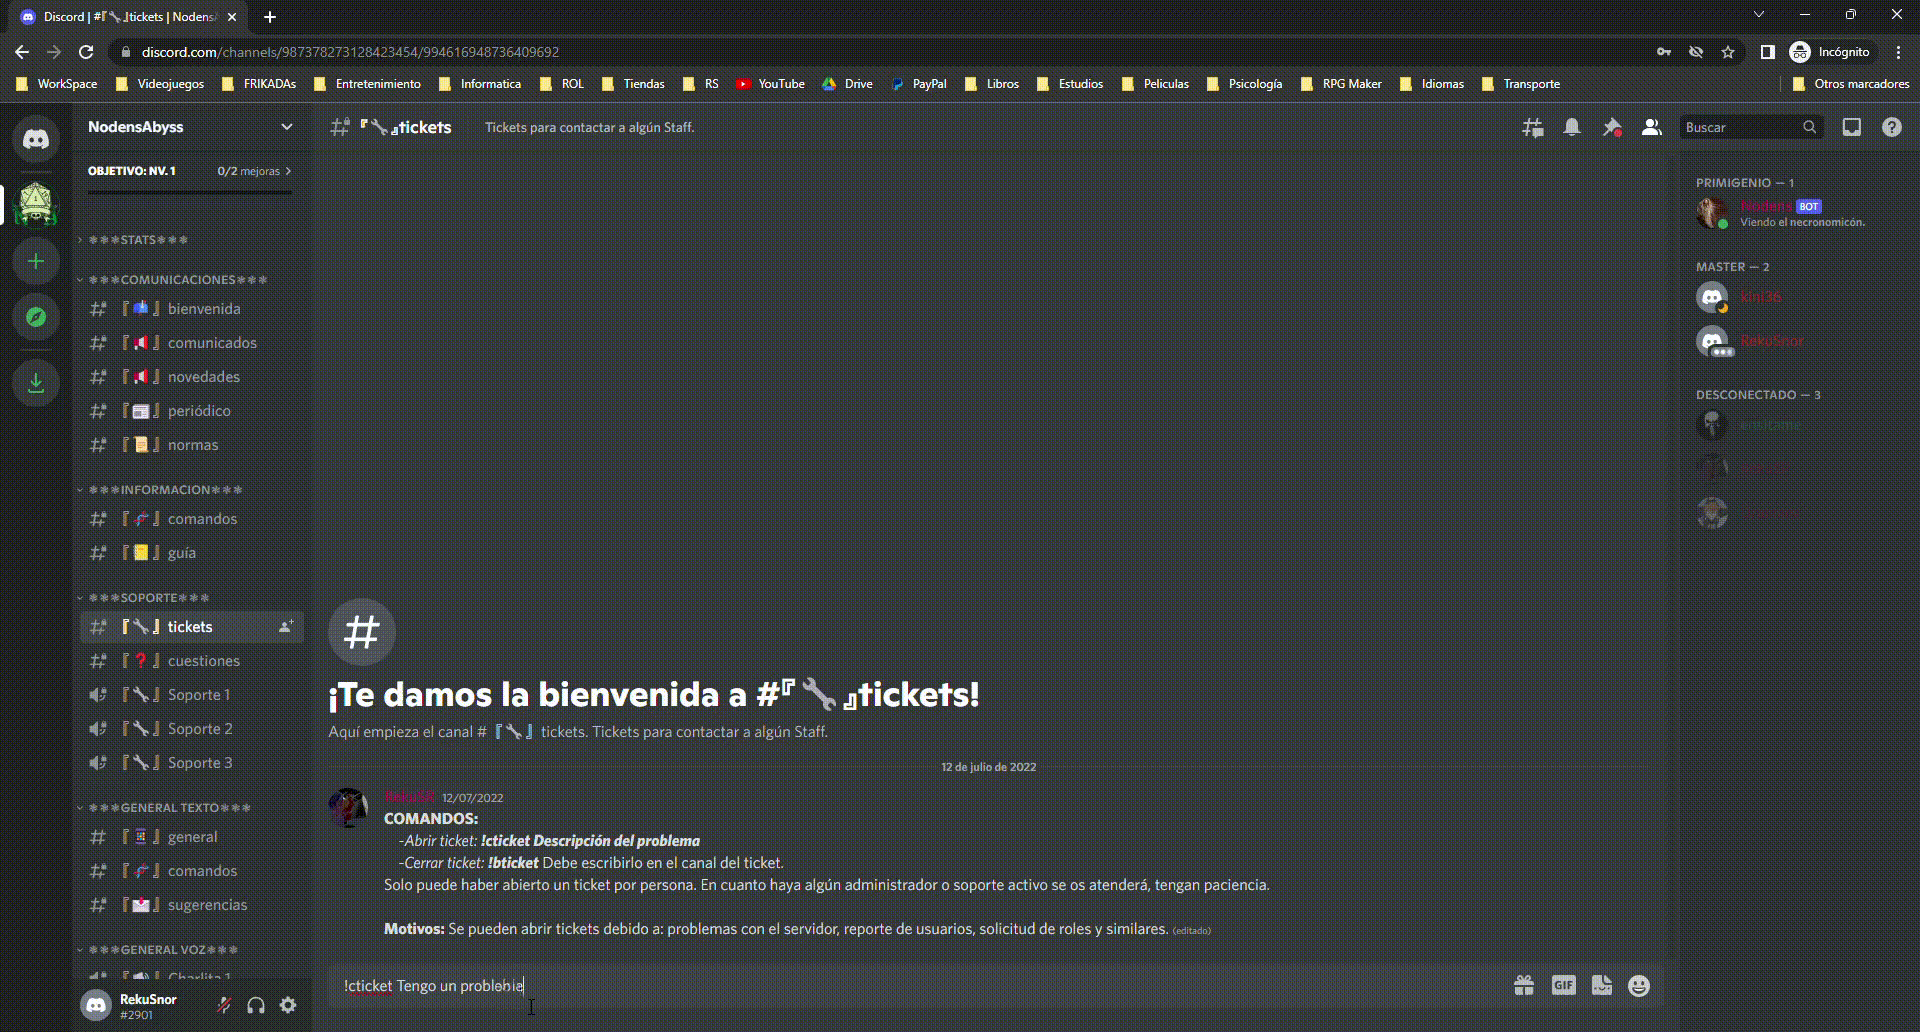 Discord | #『🔧』tickets | Nodens
discord.com/channels/987378273128423454/994616948736409692
Incógnito
WorkSpace
Videojuegos
FRIKADAs
Entretenimiento
Informatica
ROL
Tiendas
RS
YouTube
Drive
PayPal
Libros
Estudios
Peliculas
Psicología
RPG Maker
Idiomas
Transporte
Otros marcadores
NodensAbyss
OBJETIVO: NV. 1 0/2 mejoras >
***STATS***
***COMUNICACIONES***
#『📫』bienvenida
#『📢』comunicados
#『📢』novedades
#『📰』periódico
#『📜』normas
***INFORMACION***
#『🧬』comandos
#『📒』guía
***SOPORTE***
#『🔧』tickets
#『❓』cuestiones
『🔧』Soporte 1
『🔧』Soporte 2
『🔧』Soporte 3
***GENERAL TEXTO***
#『🧵』general
#『🧬』comandos
#『📩』sugerencias
***GENERAL VOZ***
Charlita 1
RekuSnor
#2901
#『🔧』tickets Tickets para contactar a algún Staff.
Buscar
¡Te damos la bienvenida a #『🔧』tickets!
Aquí empieza el canal #『🔧』tickets. Tickets para contactar a algún Staff.
12 de julio de 2022
RekuSR 12/07/2022
COMANDOS:
-Abrir ticket: !cticket Descripción del problema
-Cerrar ticket: !bticket Debe escribirlo en el canal del ticket.
Solo puede haber abierto un ticket por persona. En cuanto haya algún administrador o soporte activo se os atenderá, tengan paciencia.
Motivos: Se pueden abrir tickets debido a: problemas con el servidor, reporte de usuarios, solicitud de roles y similares. (editado)
!cticket Tengo un
GIF
PRIMIGENIO — 1
Nodens BOT
Viendo el necronomicón.
MASTER — 2
kini36
RekuSnor
DESCONECTADO — 3